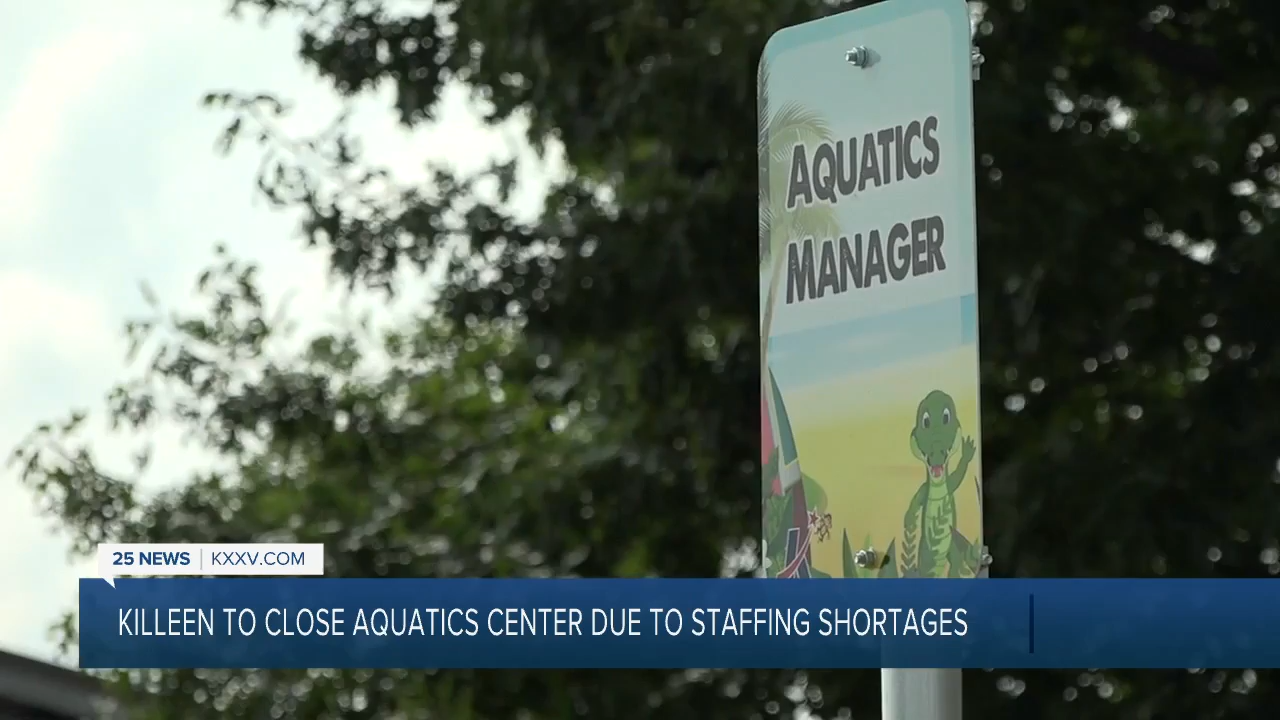 AQUATICS
MANAGER
25 NEWS | KXXV.COM
KILLEEN TO CLOSE AQUATICS CENTER DUE TO STAFFING SHORTAGES